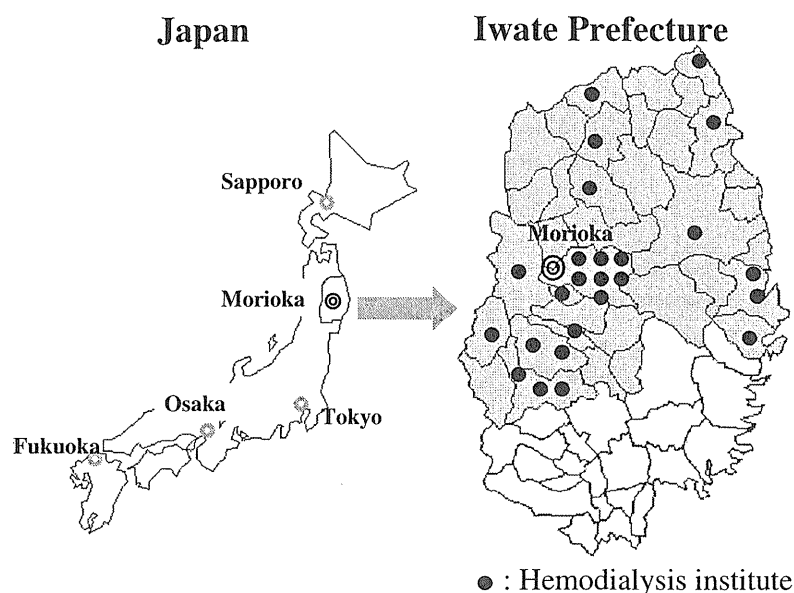 Japan
Iwate Prefecture
Sapporo
Morioka
Morioka
Osaka
Tokyo
Fukuoka
: Hemodialysis institute